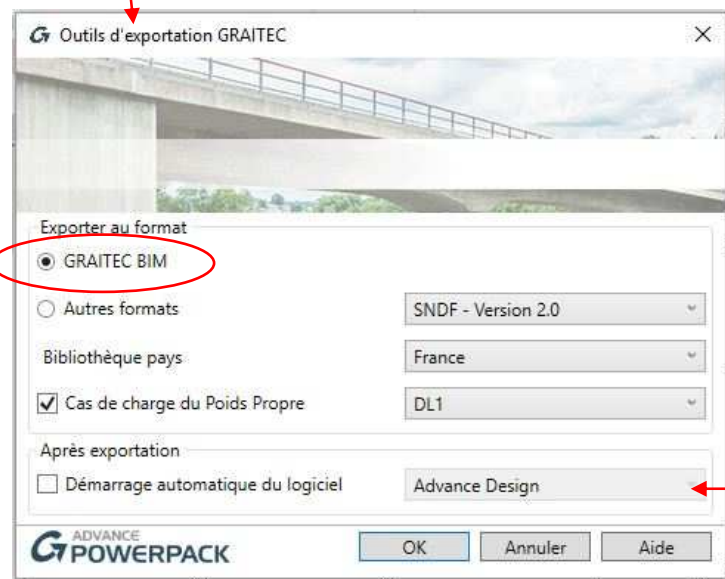 Outils d'exportation GRAITEC
Exporter au format
GRAITEC BIM
Autres formats
SNDF - Version 2.0
Bibliothèque pays
France
Cas de charge du Poids Propre
DL1
Après exportation
Démarrage automatique du logiciel
Advance Design
ADVANCE
POWERPACK
OK
Annuler
Aide